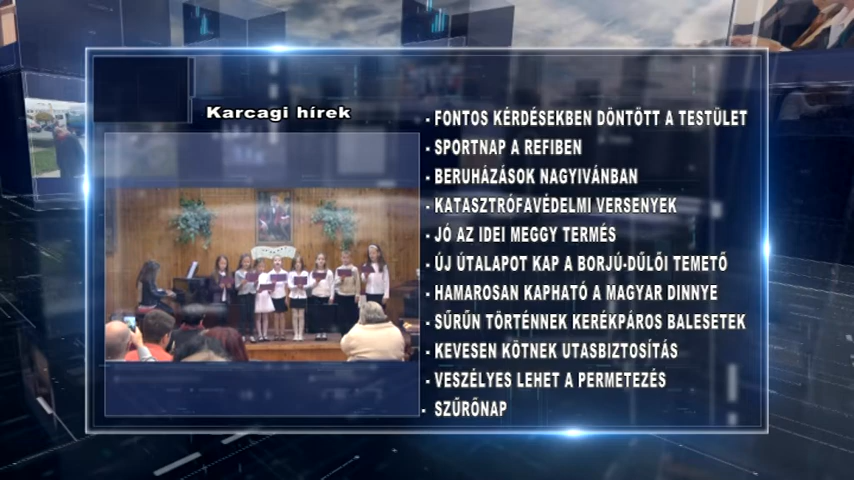 Karcagi hírek
- FONTOS KÉRDÉSEKBEN DÖNTÖTT A TESTÜLET
- SPORTNAP A REFIBEN
- BERUHÁZÁSOK NAGYIVÁNBAN
- KATASZTRÓFAVÉDELMI VERSENYEK
- JÓ AZ IDEI MEGGY TERMÉS
- ÚJ ÚTALAPOT KAP A BORJÚ-DŰLŐI TEMETŐ
- HAMAROSAN KAPHATÓ A MAGYAR DINNYE
- SŰRŰN TÖRTÉNNEK KERÉKPÁROS BALESETEK
- KEVESEN KÖTNEK UTASBIZTOSÍTÁS
- VESZÉLYES LEHET A PERMETEZÉS
- SZŰRŐNAP